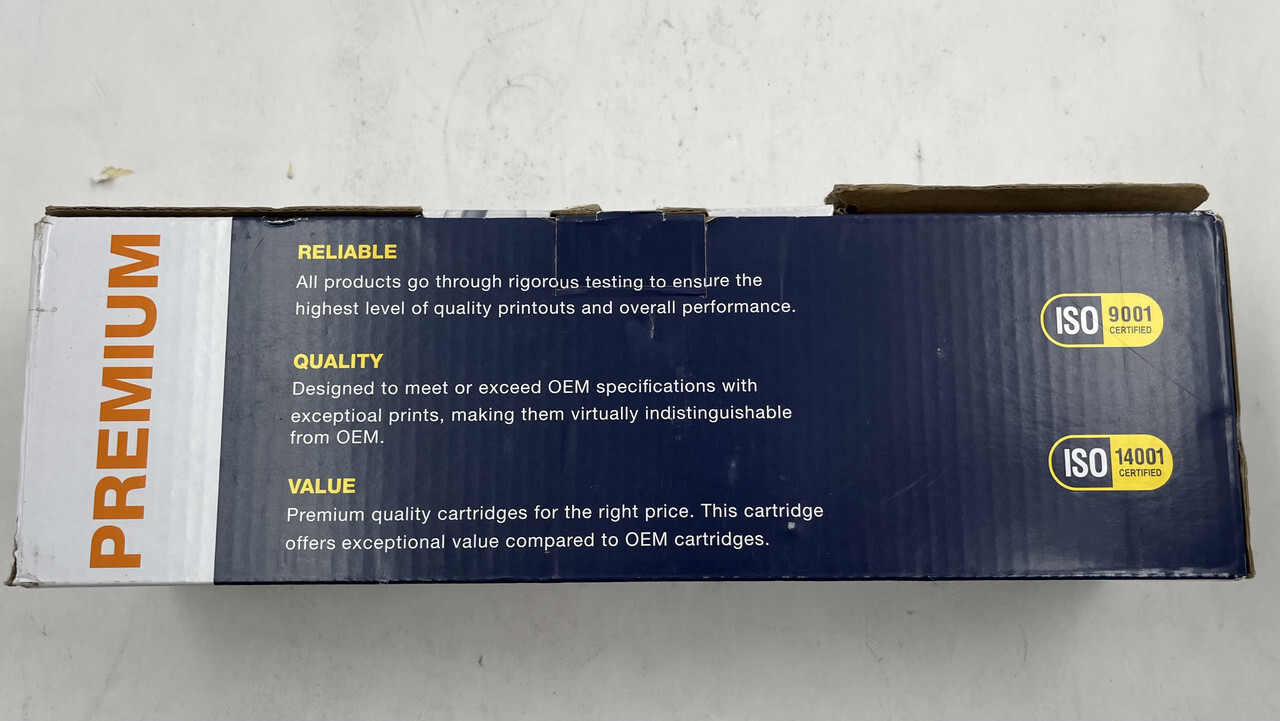 PREMIUM
RELIABLE
All products go through rigorous testing to ensure the
highest level of quality printouts and overall performance.
QUALITY
Designed to meet or exceed OEM specifications with
exceptioal prints, making them virtually indistinguishable
from OEM.
VALUE
Premium quality cartridges for the right price. This cartridge
offers exceptional value compared to OEM cartridges.
ISO 9001
CERTIFIED
ISO 14001
CERTIFIED